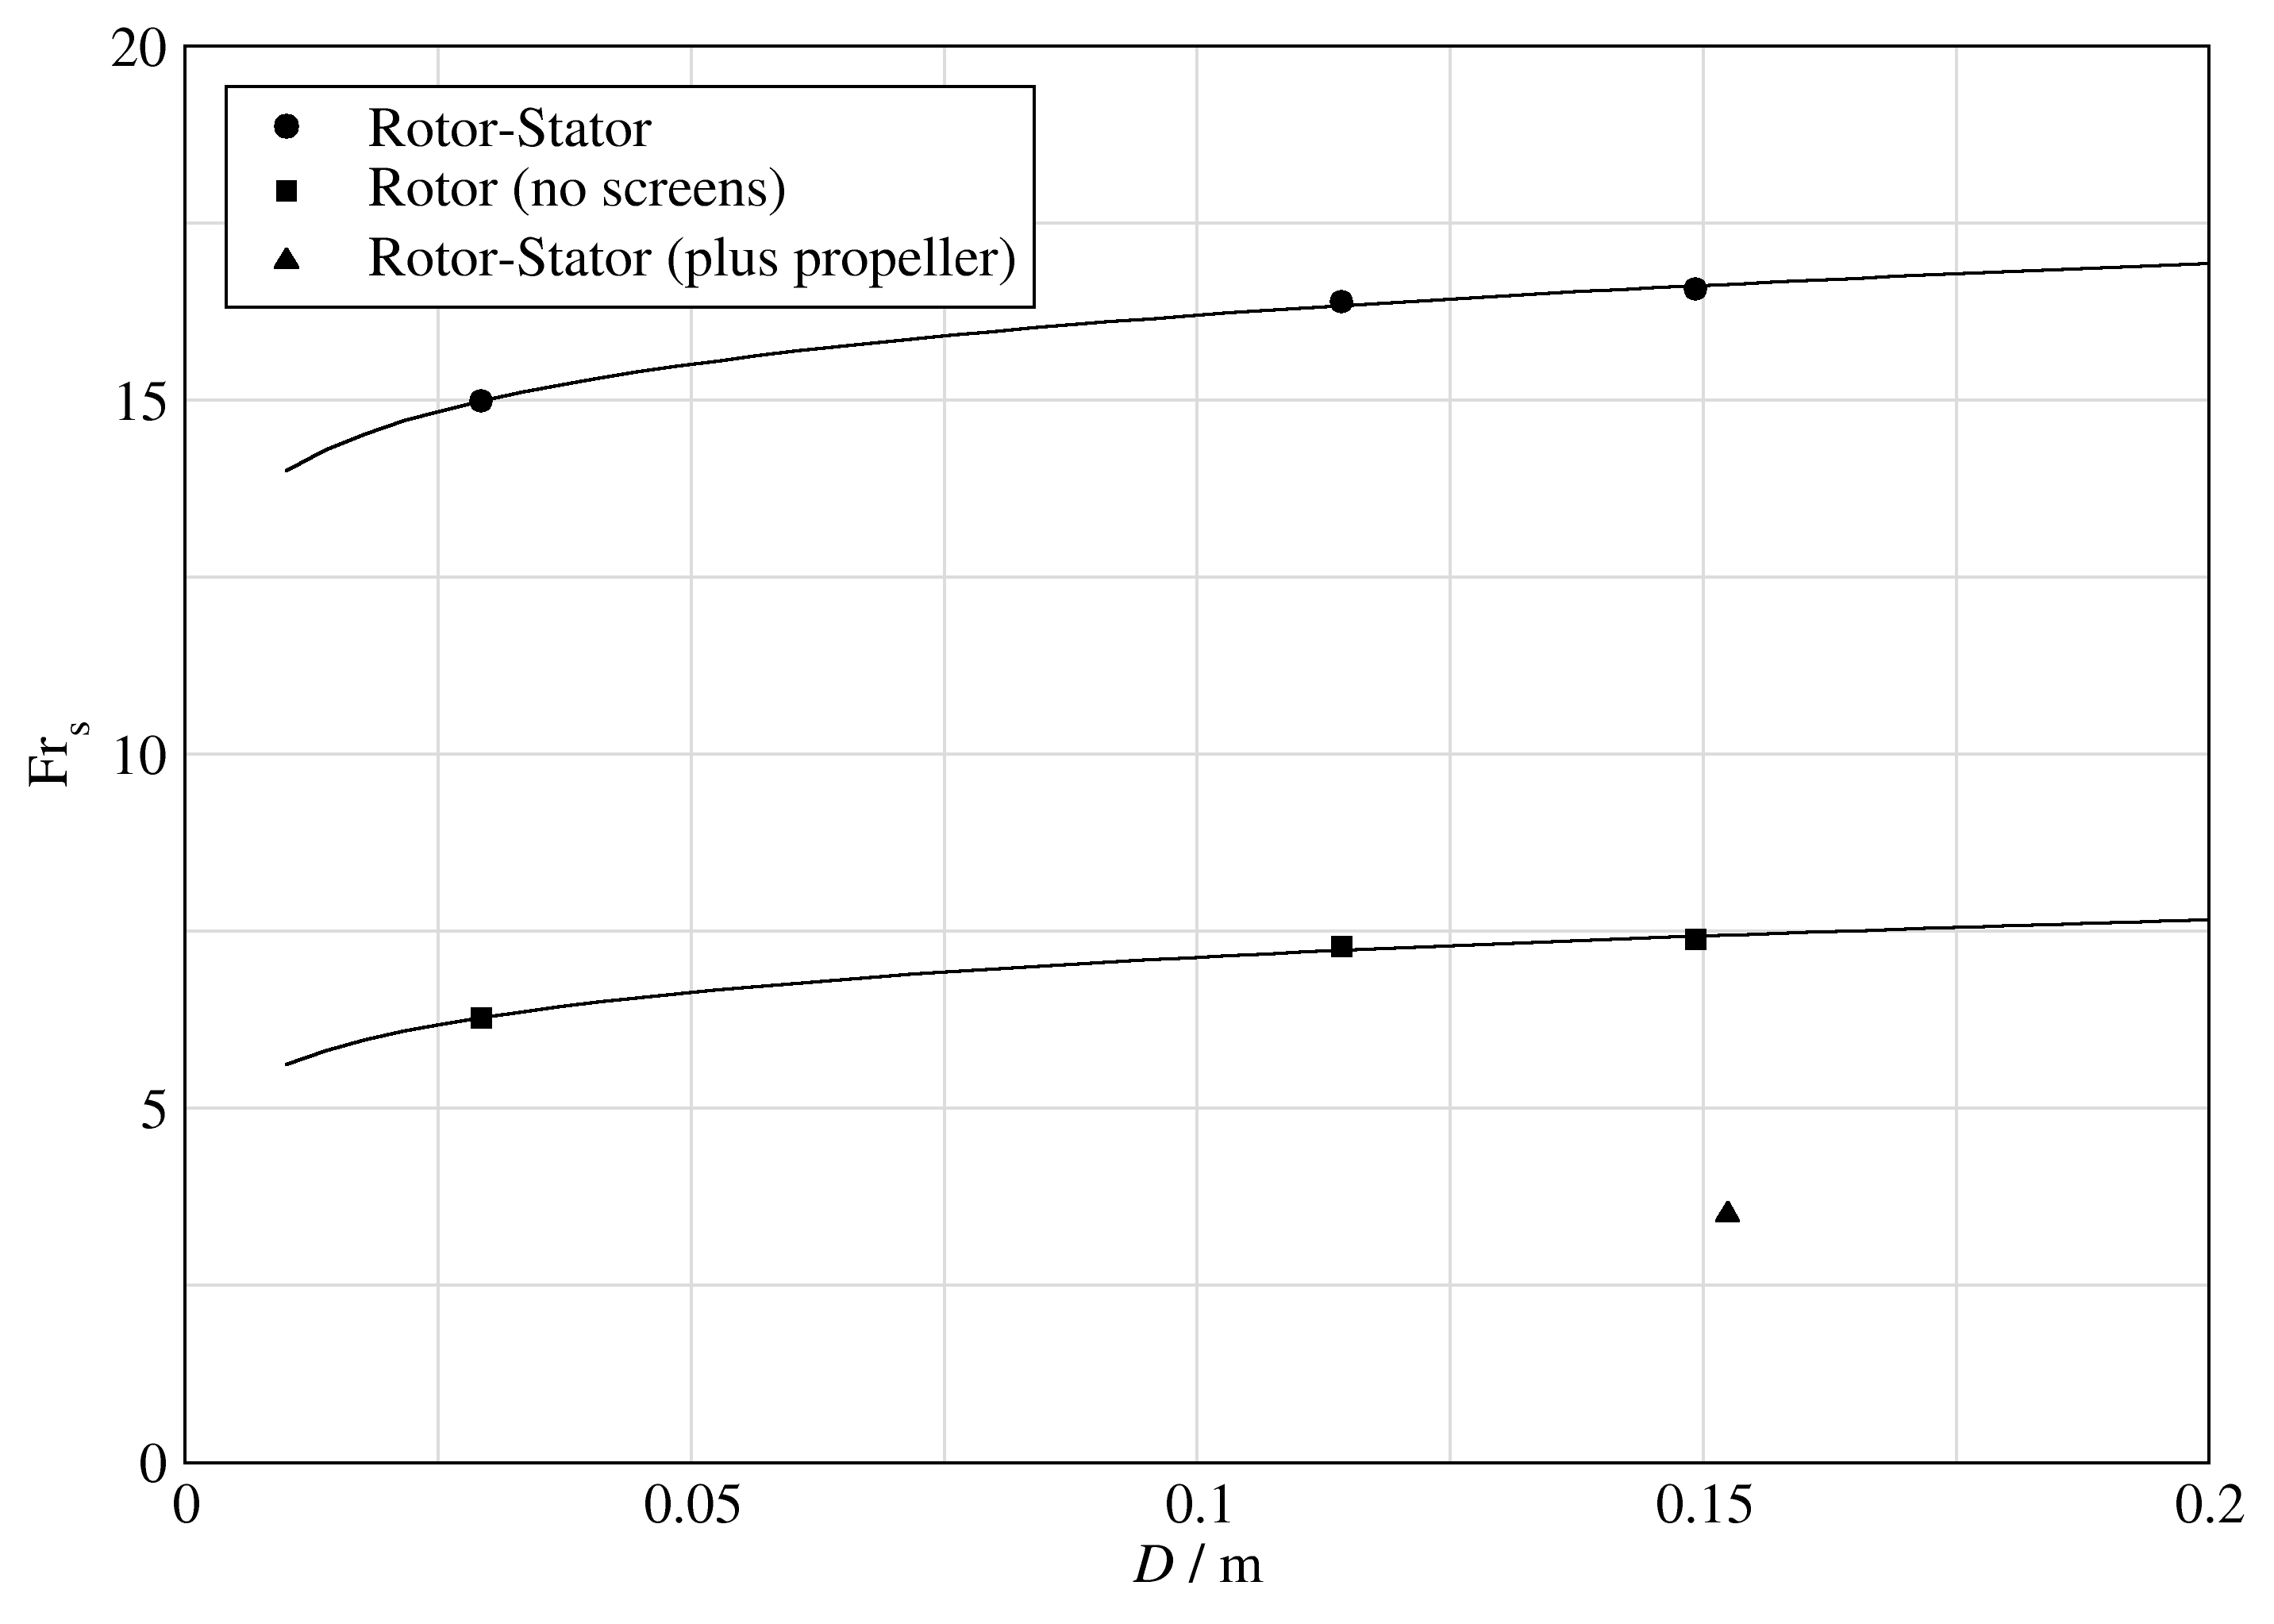 20
Rotor-Stator
Rotor (no screens)
Rotor-Stator (plus propeller)
15
Frs
10
5
0
0 0.05 0.1 0.15 0.2
D / m